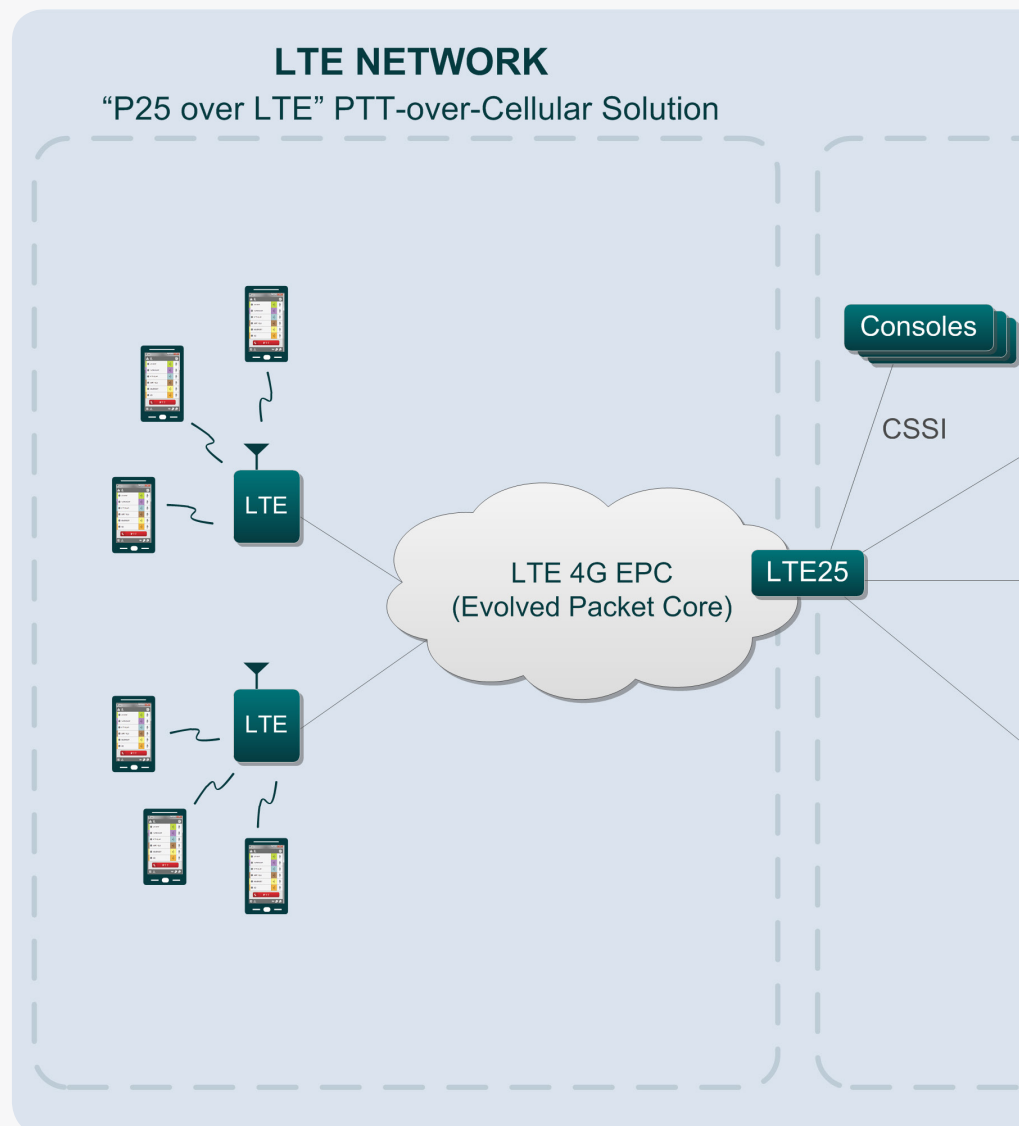 LTE NETWORK
“P25 over LTE” PTT-over-Cellular Solution
Consoles
CSSI
LTE
LTE 4G EPC
(Evolved Packet Core)
LTE25
LTE